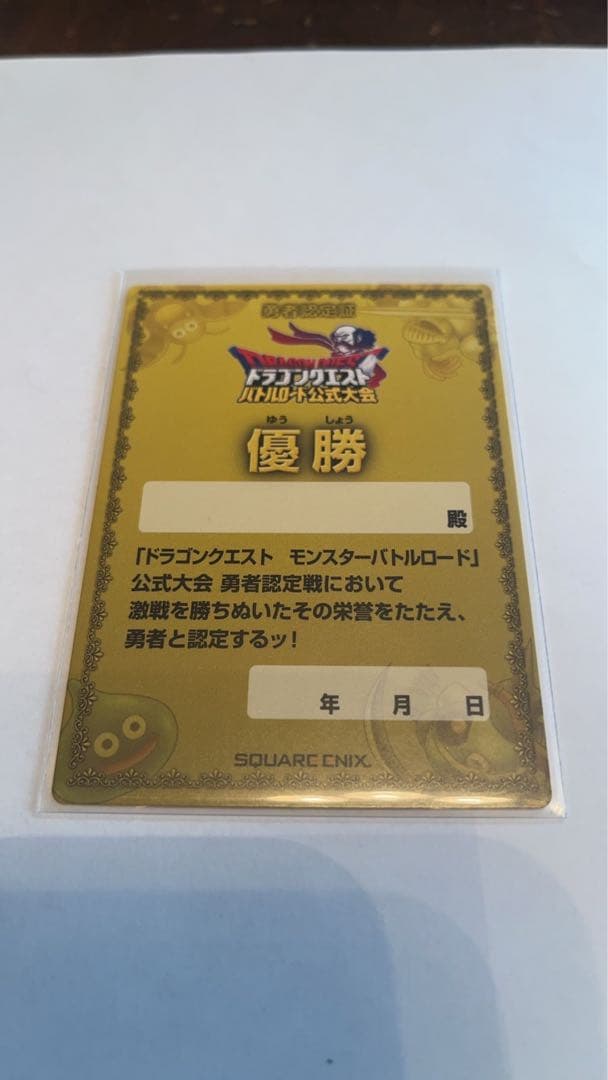 勇者認定証
DRAGON QUEST
ドラゴンクエスト
バトルロード公式大会
ゆう しょう
優勝
殿
「ドラゴンクエスト モンスターバトルロード」
公式大会 勇者認定戦において
激戦を勝ちぬいたその栄誉をたたえ、
勇者と認定するッ!
年 月 日
SQUARE ENIX.